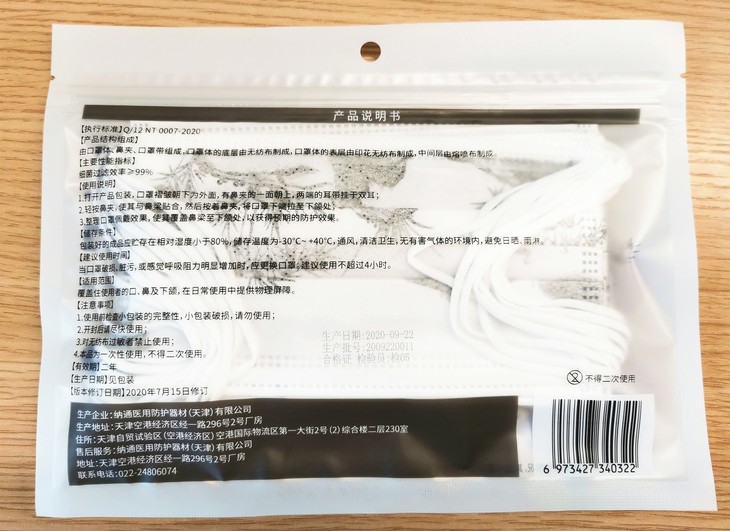 产品说明书
【执行标准】Q/12 NT 0007-2020
【产品结构组成】
由口罩体、鼻夹、口罩带组成，口罩体的底层由无纺布制成，口罩体的表层由印花无纺布制成，中间层由熔喷布制成。
【主要性能指标】
细菌过滤效率≥99%
【使用说明】
1.打开产品包装，口罩褶皱朝下为外面，有鼻夹的一面朝上，两端的耳带挂于双耳；
2.轻按鼻夹，使其与鼻梁贴合，然后按着鼻夹，将口罩下端拉至下颌处；
3.整理口罩佩戴效果，使其覆盖鼻梁至下颌处，以获得预期的防护效果。
【储存条件】
包装好的成品应贮存在相对湿度小于80%，储存温度为-30℃~+40℃，通风，清洁卫生，无有害气体的环境内，避免日晒、雨淋。
【建议使用时间】
当口罩破损、脏污，或感觉呼吸阻力明显增加时，应更换口罩；建议使用不超过4小时。
【适用范围】
覆盖住使用者的口、鼻及下颌，在日常使用中提供物理屏障。
【注意事项】
1.使用前检查小包装的完整性，小包装破损，请勿使用；
2.开封后请尽快使用；
3.对无纺布过敏者禁止使用；
4.本品为一次性使用，不得二次使用。
【有效期】二年
【生产日期】见包装
【版本修订日期】2020年7月15日修订
生产日期:2020-09-22
生产批号:2009220011
合格证 检验员:检05
不得二次使用
生产企业:纳通医用防护器材(天津)有限公司
生产地址:天津空港经济区经一路296号2号厂房
住所:天津自贸试验区(空港经济区)空港国际物流区第一大街2号(2)综合楼二层230室
售后服务:纳通医用防护器材(天津)有限公司
地址:天津空港经济区经一路296号2号厂房
联系电话:022-24806074
6 973427 340322